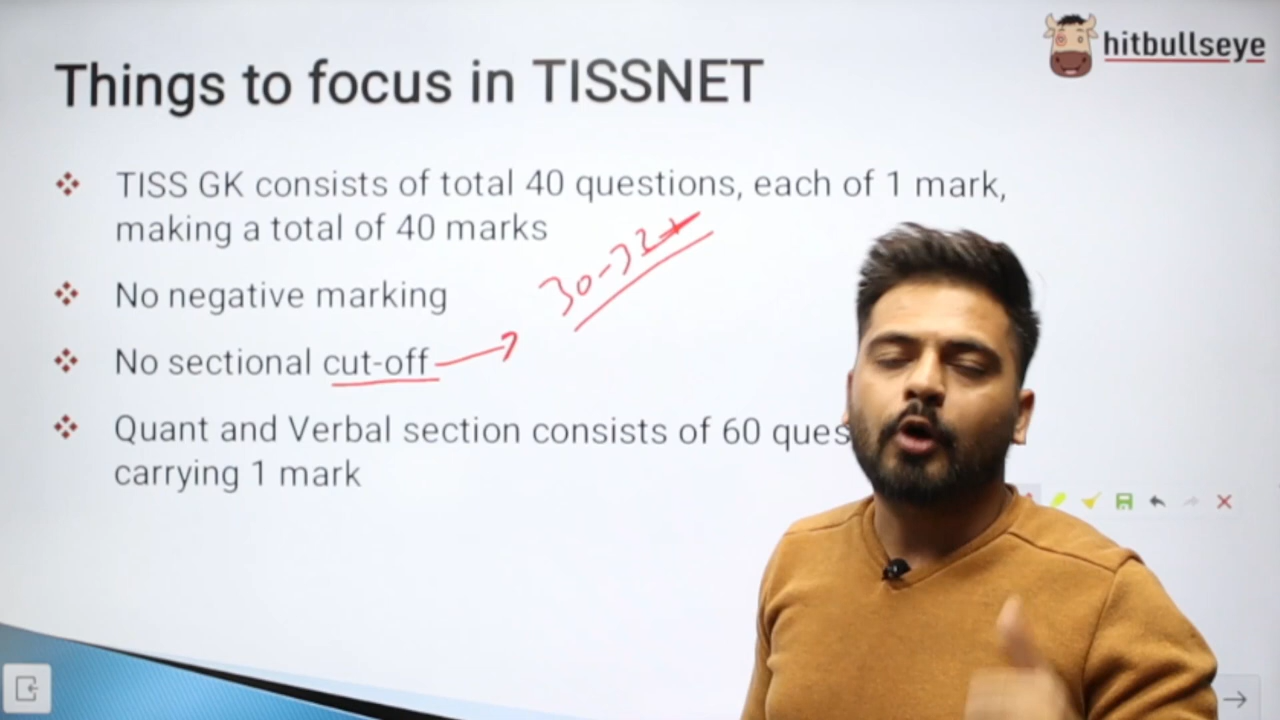 hitbullseye
Things to focus in TISSNET
TISS GK consists of total 40 questions, each of 1 mark,
making a total of 40 marks
30-32+
No negative marking
No sectional cut-off
Quant and Verbal section consists of 60 ques
carrying 1 mark